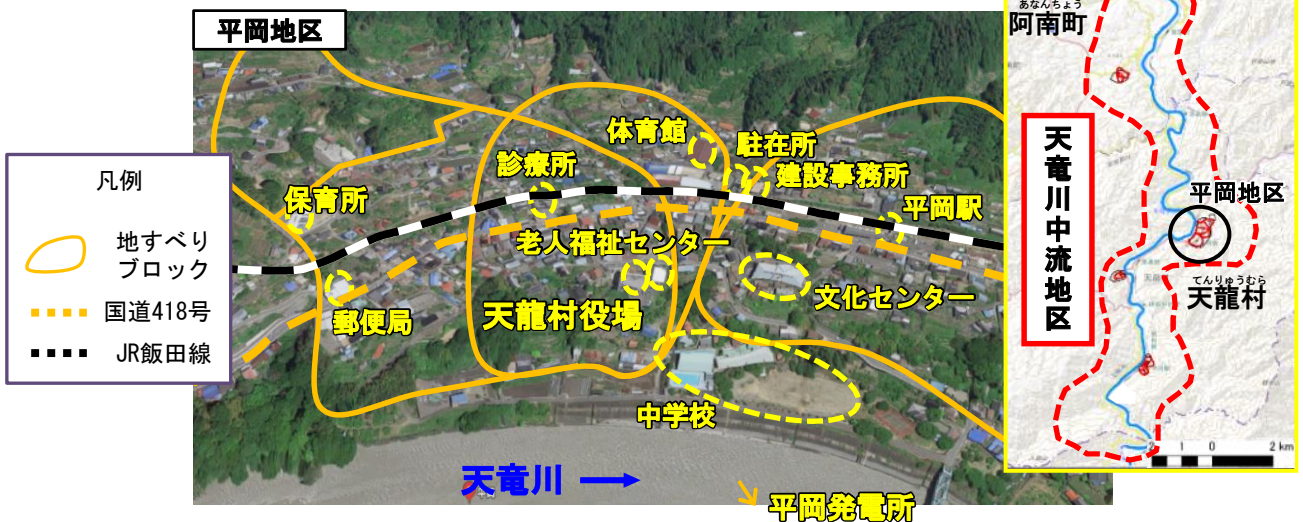 平岡地区
凡例
地すべり
ブロック
国道418号
JR飯田線
体育館
駐在所
診療所
建設事務所
保育所
平岡駅
老人福祉センター
郵便局
天龍村役場
文化センター
中学校
天竜川
平岡発電所
あなんちょう
阿南町
天竜川中流地区
平岡地区
てんりゅうむら
天龍村
2 1 0 2 km